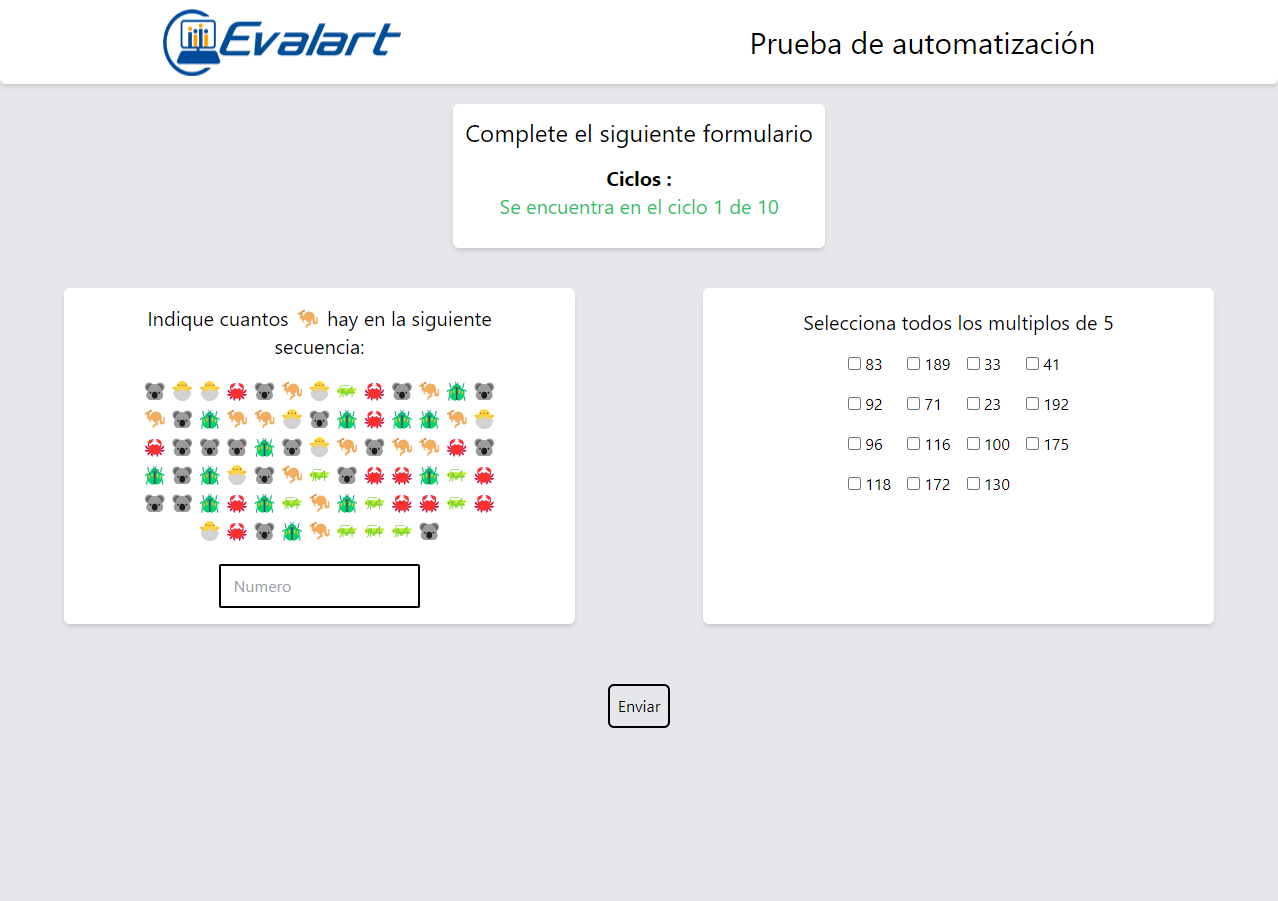 Evalart
Prueba de automatización
Complete el siguiente formulario
Ciclos :
Se encuentra en el ciclo 1 de 10
Indique cuantos 🦘 hay en la siguiente
secuencia:
Numero
Selecciona todos los multiplos de 5
83 189 33 41
92 71 23 192
96 116 100 175
118 172 130
Enviar